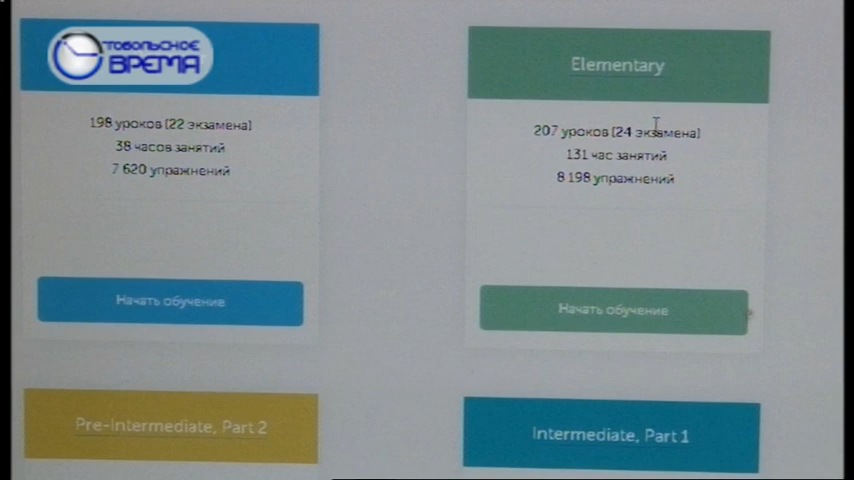 ТОБОЛЬСКОЕ
ВРЕМЯ
198 уроков (22 экзамена)
38 часов занятий
7 620 упражнений
Начать обучение
Elementary
207 уроков (24 экзамена)
131 час занятий
8 198 упражнений
Начать обучение
Pre-Intermediate, Part 2
Intermediate, Part 1